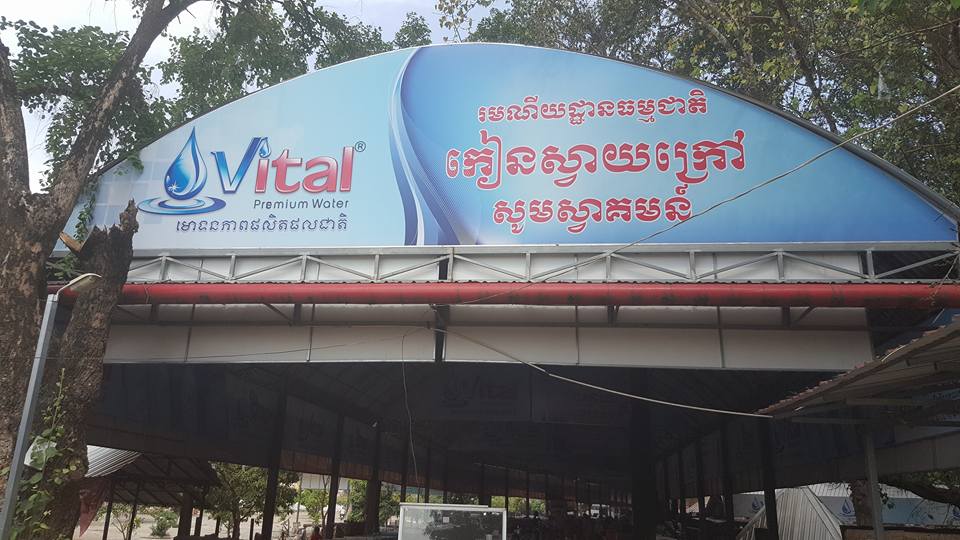 Vital®
Premium Water
មោទនភាពផលិតផលជាតិ
រមណីយដ្ឋានធម្មជាតិ
កៀនស្វាយក្រៅ
សូមស្វាគមន៍